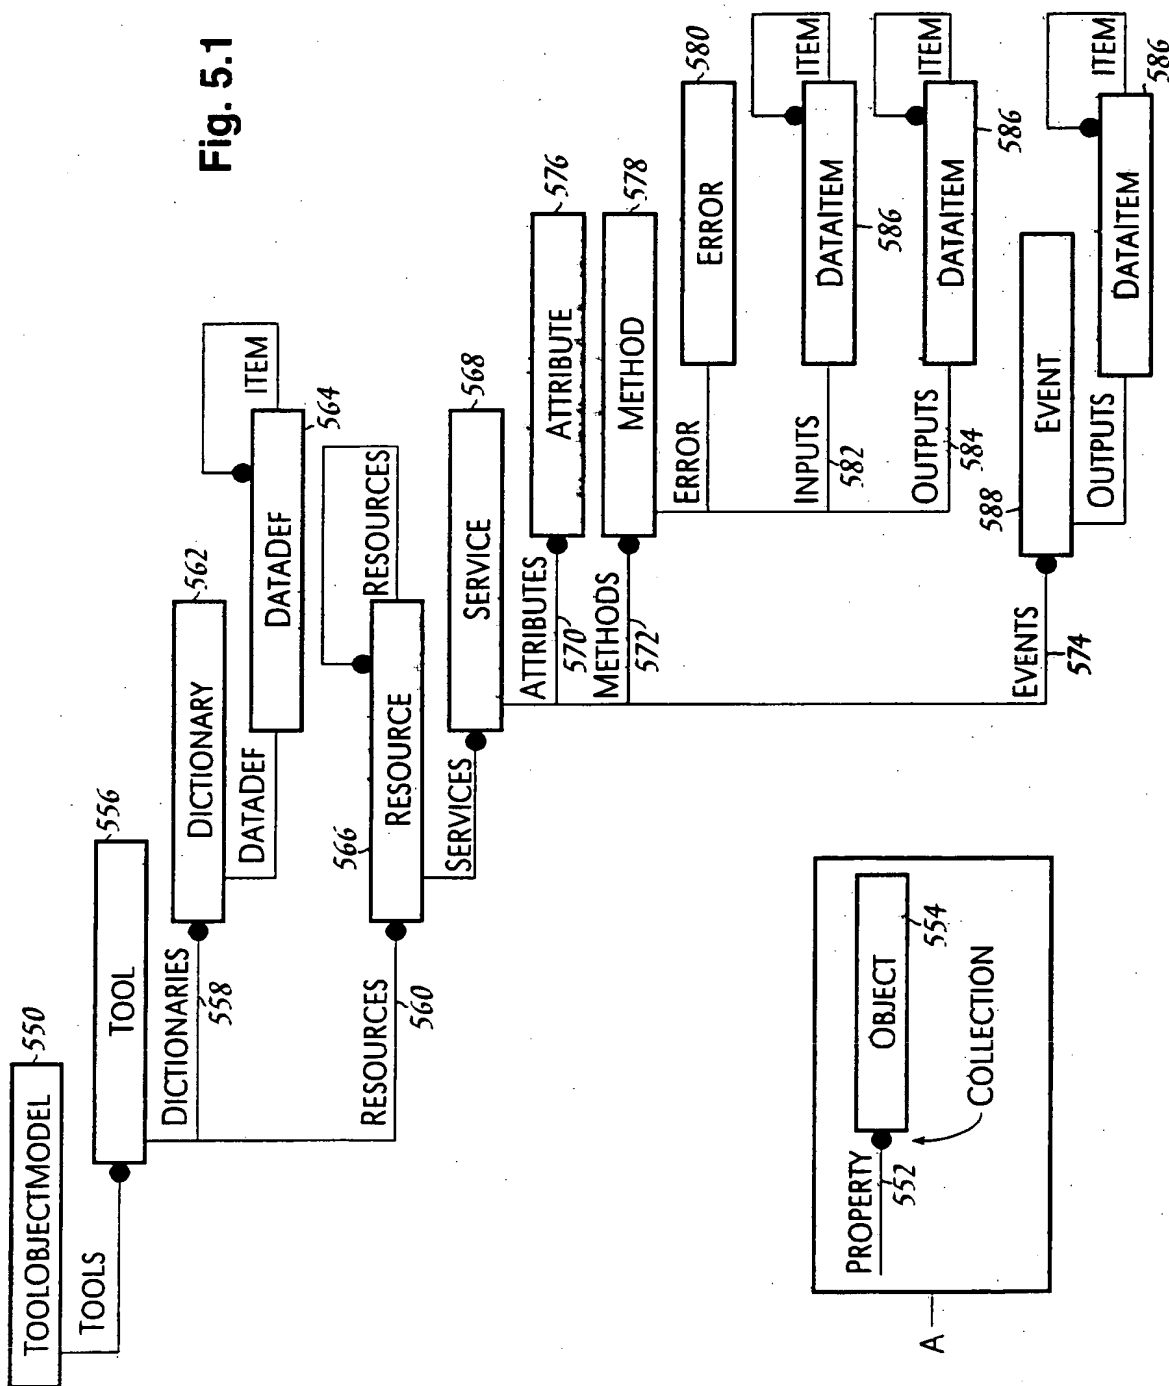 Fig. 5.1
TOOLOBJECTMODEL
550
TOOLS
TOOL
556
DICTIONARIES
558
DICTIONARY
562
DATADEF
DATADEF
564
ITEM
RESOURCES
560
RESOURCE
566
RESOURCES
SERVICES
SERVICE
568
ATTRIBUTES
570
ATTRIBUTE
576
METHODS
572
METHOD
578
ERROR
ERROR
580
INPUTS
582
DATAITEM
586
ITEM
OUTPUTS
584
DATAITEM
586
ITEM
EVENTS
574
EVENT
588
OUTPUTS
DATAITEM
586
ITEM
A
PROPERTY
552
OBJECT
554
COLLECTION